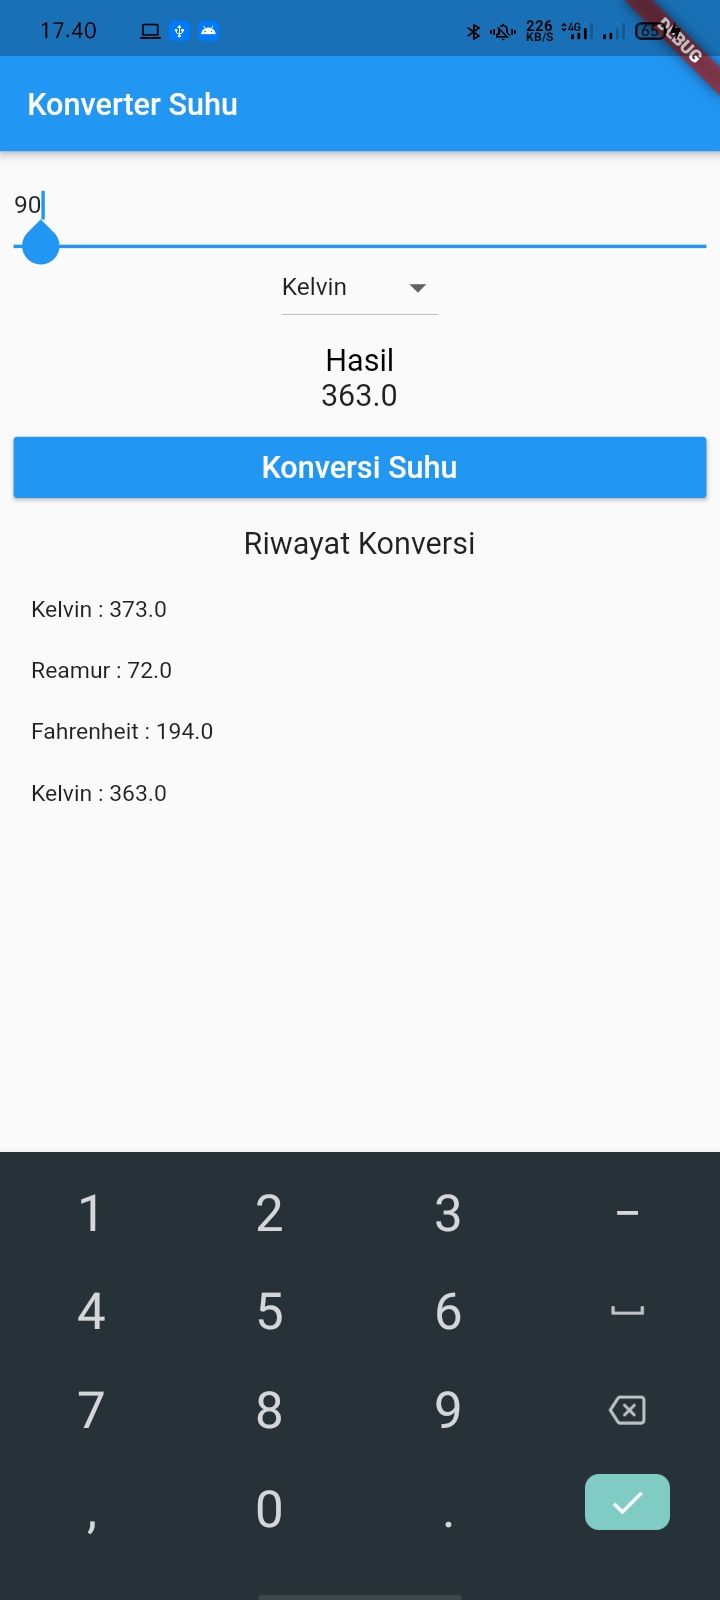 17.40 226 KB/S 4G 65
DEBUG
Konverter Suhu
90
Kelvin
Hasil
363.0
Konversi Suhu
Riwayat Konversi
Kelvin : 373.0
Reamur : 72.0
Fahrenheit : 194.0
Kelvin : 363.0
1 2 3 –
4 5 6
7 8 9
, 0 .